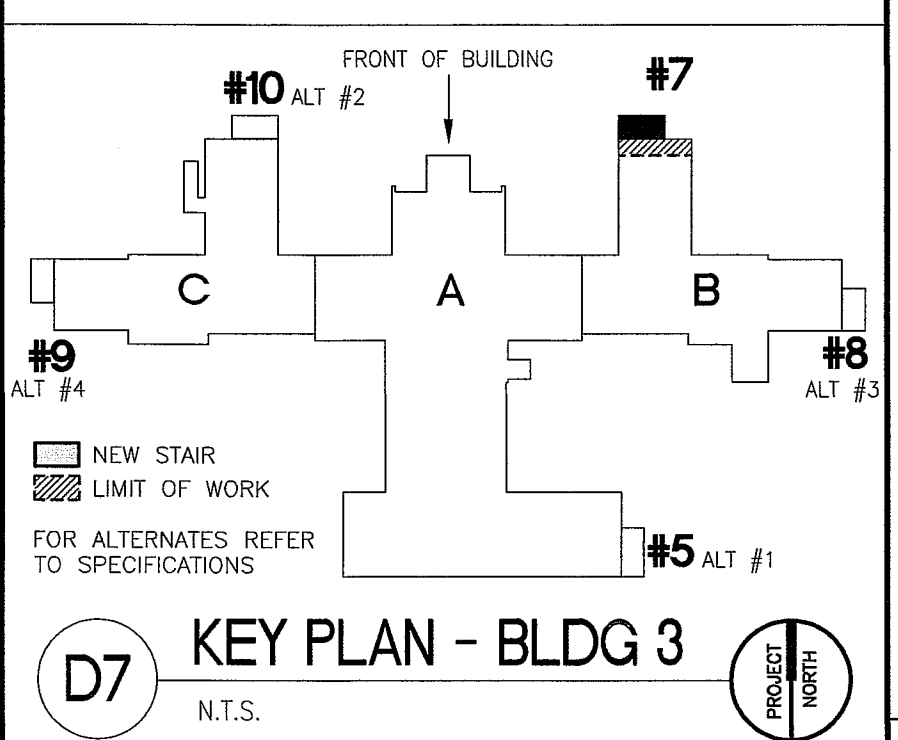 FRONT OF BUILDING
#10 ALT #2
#7
C
A
B
#9
ALT #4
#8
ALT #3
NEW STAIR
LIMIT OF WORK
FOR ALTERNATES REFER
TO SPECIFICATIONS
#5 ALT #1
D7
KEY PLAN - BLDG 3
N.T.S.
PROJECT
NORTH